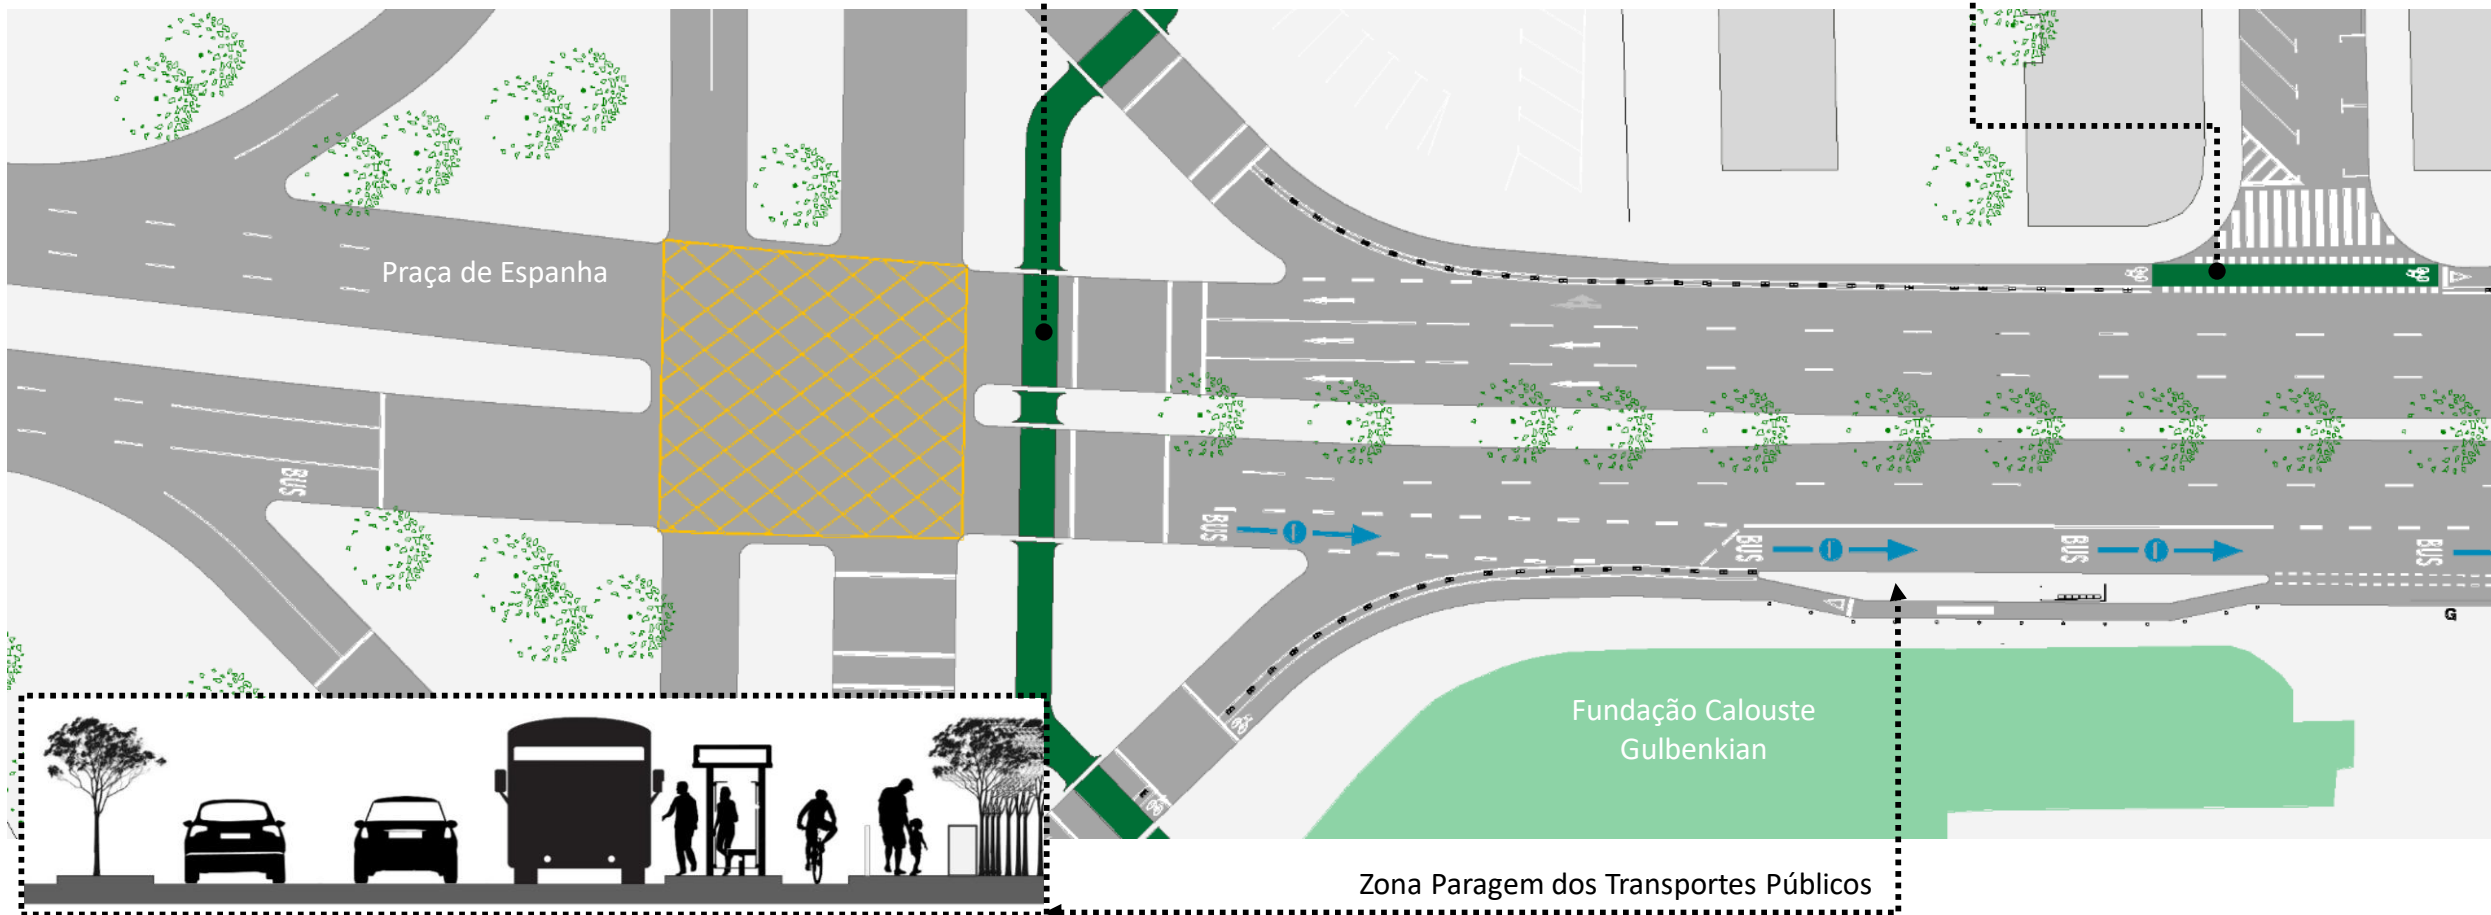 Praça de Espanha
BUS
BUS
BUS
BUS
BUS
G
Fundação Calouste
Gulbenkian
Zona Paragem dos Transportes Públicos